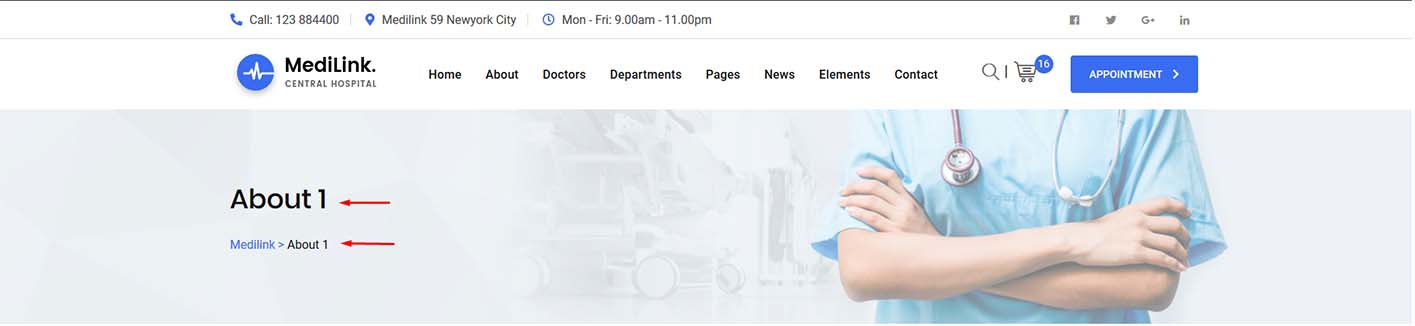 Call: 123 884400 Medilink 59 Newyork City Mon - Fri: 9.00am - 11.00pm
MediLink.
CENTRAL HOSPITAL
Home About Doctors Departments Pages News Elements Contact
16
APPOINTMENT
About 1
Medilink > About 1